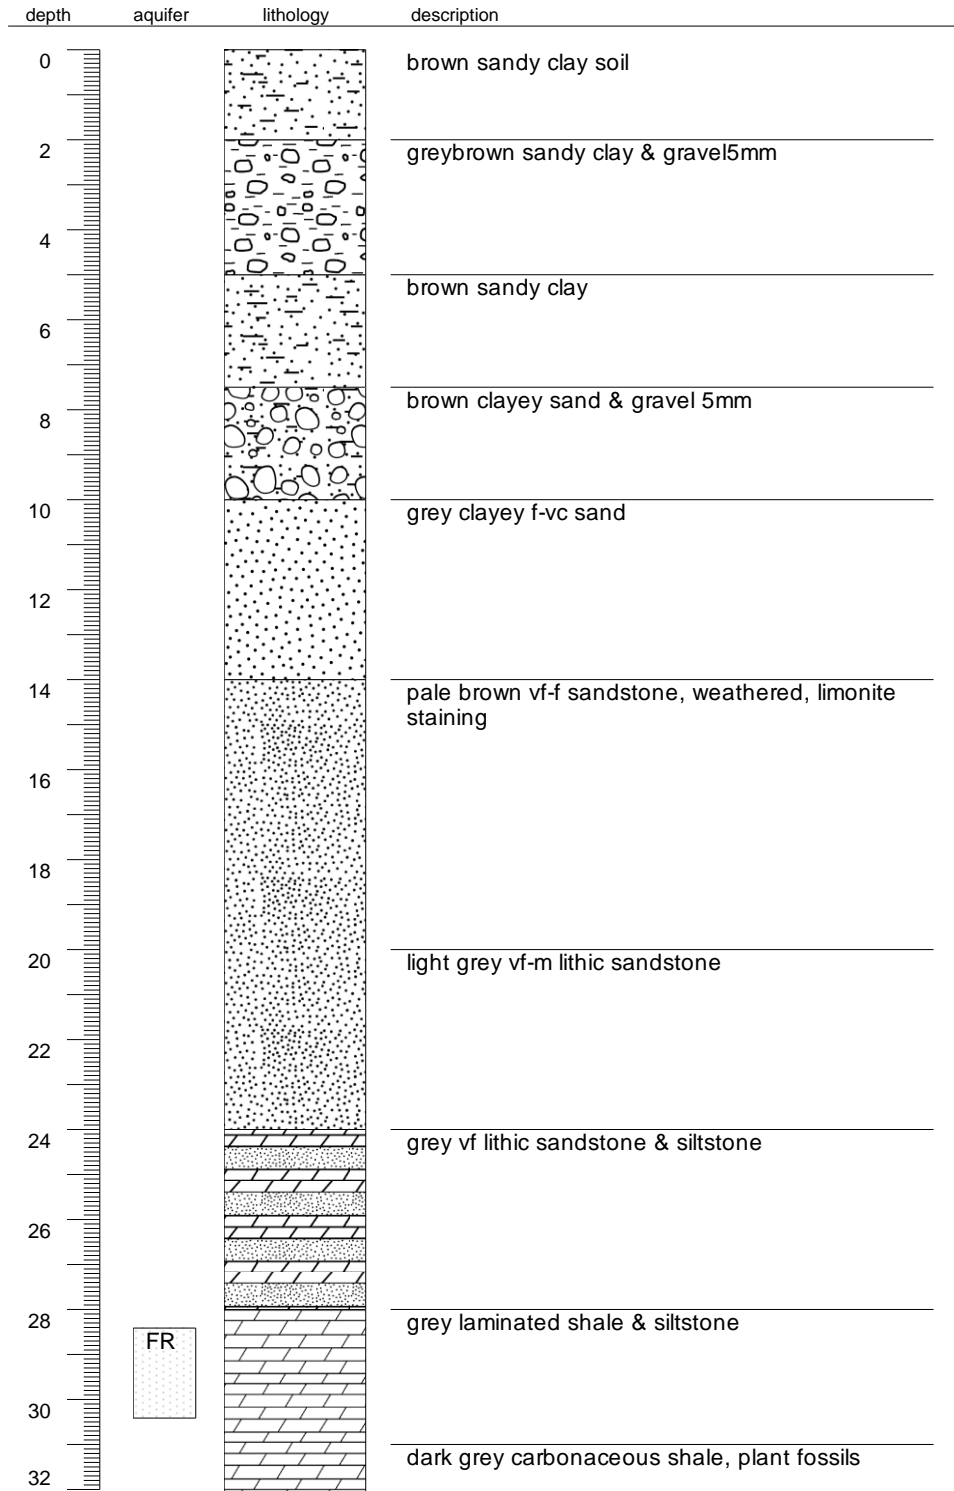 depth aquifer lithology description
0 brown sandy clay soil
2 greybrown sandy clay & gravel5mm
4
brown sandy clay
6
brown clayey sand & gravel 5mm
8
10 grey clayey f-vc sand
12
14 pale brown vf-f sandstone, weathered, limonite
staining
16
18
20 light grey vf-m lithic sandstone
22
24 grey vf lithic sandstone & siltstone
26
28 grey laminated shale & siltstone
FR
30
dark grey carbonaceous shale, plant fossils
32